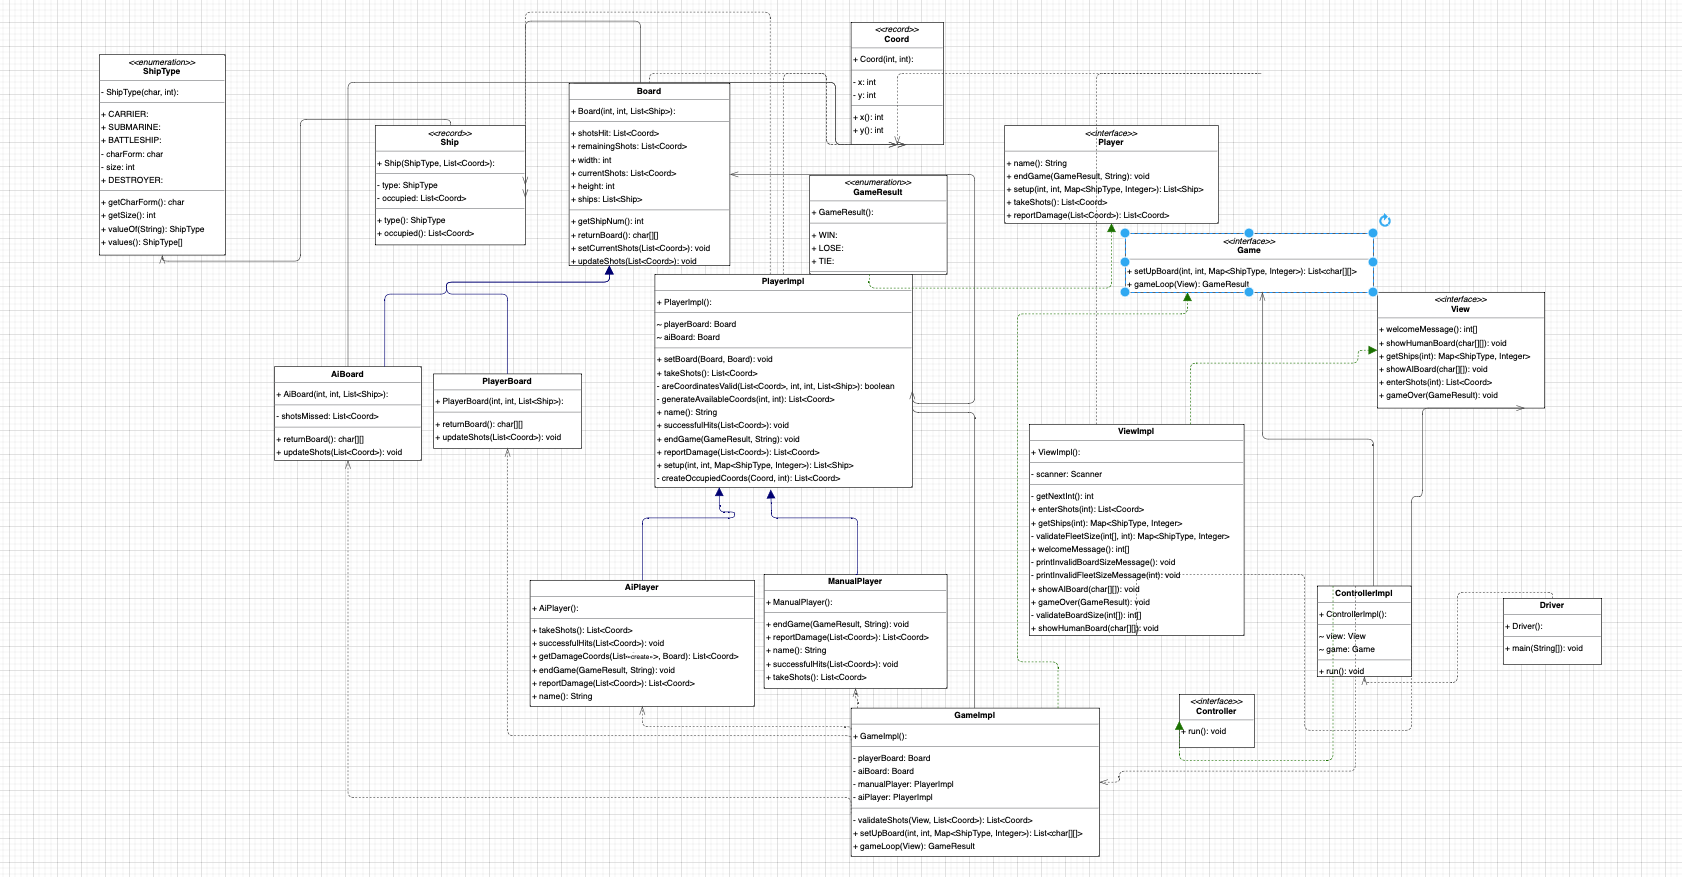 <<enumeration>>
ShipType
- ShipType(char, int):
+ CARRIER:
+ SUBMARINE:
+ BATTLESHIP:
- charForm: char
- size: int
+ DESTROYER:
+ getCharForm(): char
+ getSize(): int
+ valueOf(String): ShipType
+ values(): ShipType[]
<<record>>
Ship
+ Ship(ShipType, List<Coord>):
- type: ShipType
- occupied: List<Coord>
+ type(): ShipType
+ occupied(): List<Coord>
Board
+ Board(int, int, List<Ship>):
+ shotsHit: List<Coord>
+ remainingShots: List<Coord>
+ width: int
+ currentShots: List<Coord>
+ height: int
+ ships: List<Ship>
+ getShipNum(): int
+ returnBoard(): char[][]
+ setCurrentShots(List<Coord>): void
+ updateShots(List<Coord>): void
<<record>>
Coord
+ Coord(int, int):
- x: int
- y: int
+ x(): int
+ y(): int
<<enumeration>>
GameResult
+ GameResult():
+ WIN:
+ LOSE:
+ TIE:
<<interface>>
Player
+ name(): String
+ endGame(GameResult, String): void
+ setup(int, int, Map<ShipType, Integer>): List<Ship>
+ takeShots(): List<Coord>
+ reportDamage(List<Coord>): List<Coord>
<<interface>>
Game
+ setUpBoard(int, int, Map<ShipType, Integer>): List<char[][]>
+ gameLoop(View): GameResult
<<interface>>
View
+ welcomeMessage(): int[]
+ showHumanBoard(char[][]): void
+ getShips(int): Map<ShipType, Integer>
+ showAIBoard(char[][]): void
+ enterShots(int): List<Coord>
+ gameOver(GameResult): void
PlayerImpl
+ PlayerImpl():
~ playerBoard: Board
~ aiBoard: Board
+ setBoard(Board, Board): void
+ takeShots(): List<Coord>
- areCoordinatesValid(List<Coord>, int, int, List<Ship>): boolean
- generateAvailableCoords(int, int): List<Coord>
+ name(): String
+ successfulHits(List<Coord>): void
+ endGame(GameResult, String): void
+ reportDamage(List<Coord>): List<Coord>
+ setup(int, int, Map<ShipType, Integer>): List<Ship>
- createOccupiedCoords(Coord, int): List<Coord>
AiBoard
+ AiBoard(int, int, List<Ship>):
- shotsMissed: List<Coord>
+ returnBoard(): char[][]
+ updateShots(List<Coord>): void
PlayerBoard
+ PlayerBoard(int, int, List<Ship>):
+ returnBoard(): char[][]
+ updateShots(List<Coord>): void
ViewImpl
+ ViewImpl():
- scanner: Scanner
- getNextInt(): int
+ enterShots(int): List<Coord>
+ getShips(int): Map<ShipType, Integer>
- validateFleetSize(int[], int): Map<ShipType, Integer>
+ welcomeMessage(): int[]
- printInvalidBoardSizeMessage(): void
- printInvalidFleetSizeMessage(int): void
+ showAIBoard(char[][]): void
+ gameOver(GameResult): void
- validateBoardSize(int[]): int[]
+ showHumanBoard(char[][]): void
AiPlayer
+ AiPlayer():
+ takeShots(): List<Coord>
+ successfulHits(List<Coord>): void
+ getDamageCoords(List~create~>, Board): List<Coord>
+ endGame(GameResult, String): void
+ reportDamage(List<Coord>): List<Coord>
+ name(): String
ManualPlayer
+ ManualPlayer():
+ endGame(GameResult, String): void
+ reportDamage(List<Coord>): List<Coord>
+ name(): String
+ successfulHits(List<Coord>): void
+ takeShots(): List<Coord>
ControllerImpl
+ ControllerImpl():
~ view: View
~ game: Game
+ run(): void
Driver
+ Driver():
+ main(String[]): void
<<interface>>
Controller
+ run(): void
GameImpl
+ GameImpl():
- playerBoard: Board
- aiBoard: Board
- manualPlayer: PlayerImpl
- aiPlayer: PlayerImpl
- validateShots(View, List<Coord>): List<Coord>
+ setUpBoard(int, int, Map<ShipType, Integer>): List<char[][]>
+ gameLoop(View): GameResult